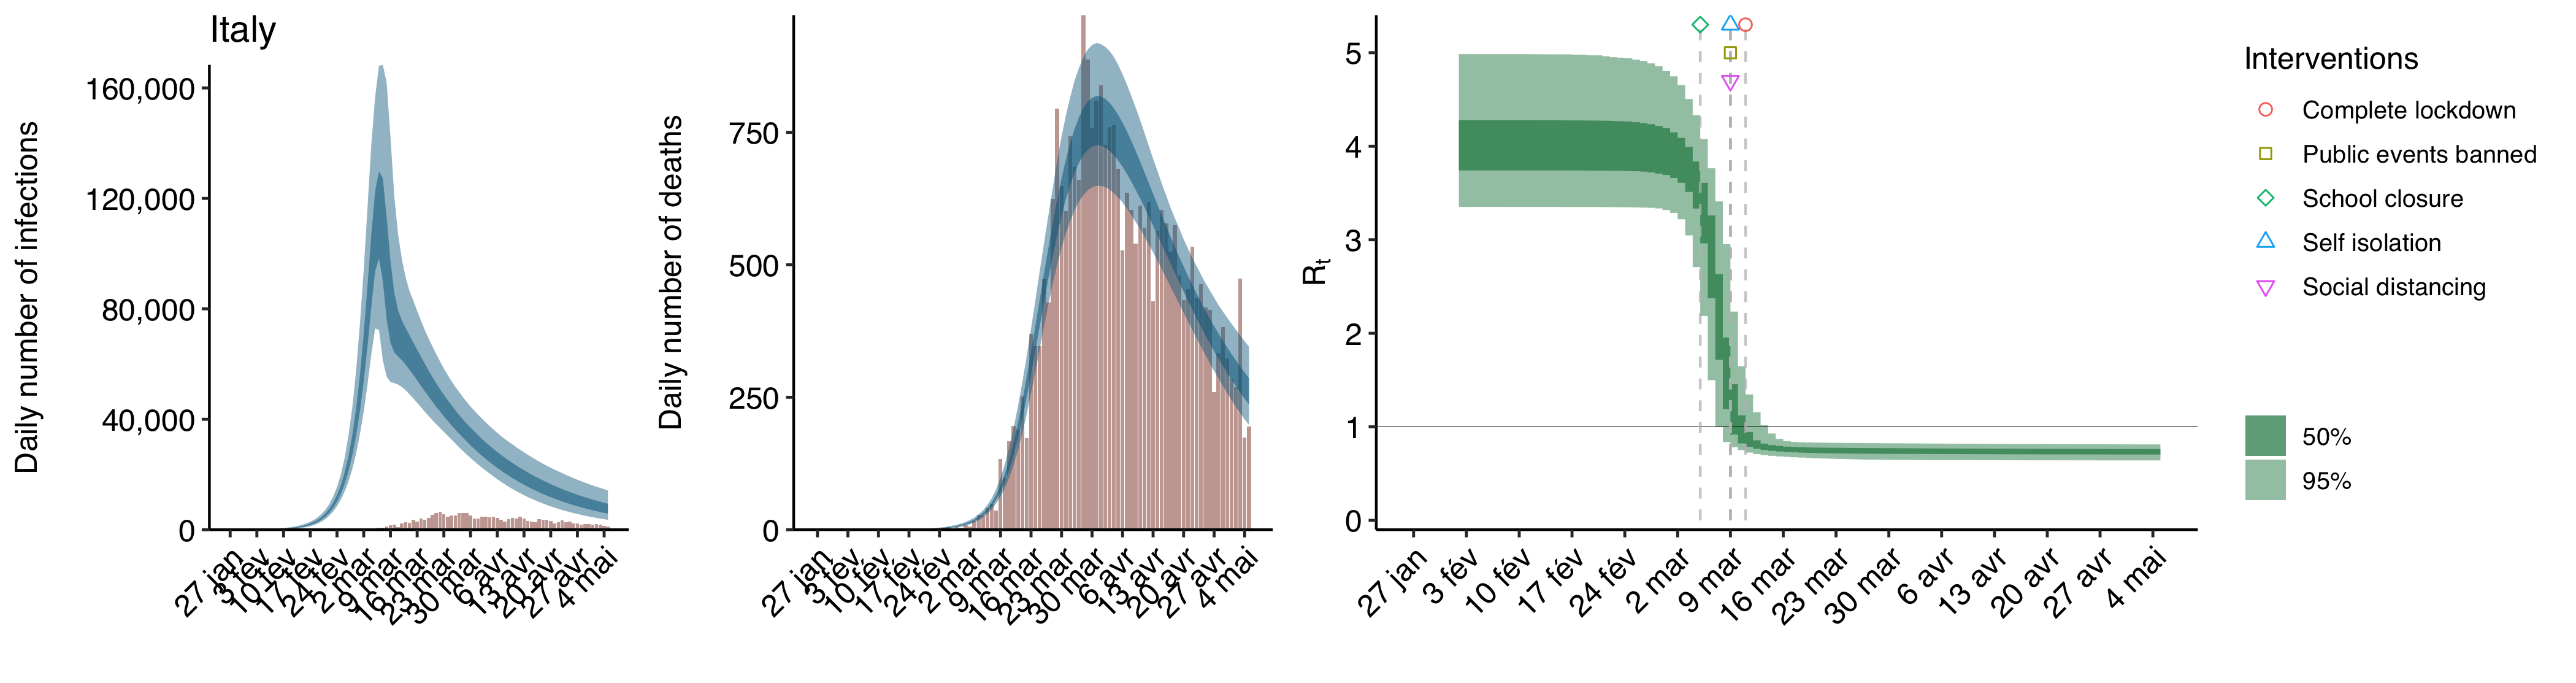 Italy
Daily number of infections
160,000
120,000
80,000
40,000
0
27 jan
3 fév
10 fév
17 fév
24 fév
2 mar
9 mar
16 mar
23 mar
30 mar
6 avr
13 avr
20 avr
27 avr
4 mai
Daily number of deaths
750
500
250
0
27 jan
3 fév
10 fév
17 fév
24 fév
2 mar
9 mar
16 mar
23 mar
30 mar
6 avr
13 avr
20 avr
27 avr
4 mai
Rt
5
4
3
2
1
0
27 jan
3 fév
10 fév
17 fév
24 fév
2 mar
9 mar
16 mar
23 mar
30 mar
6 avr
13 avr
20 avr
27 avr
4 mai
Interventions
Complete lockdown
Public events banned
School closure
Self isolation
Social distancing
50%
95%